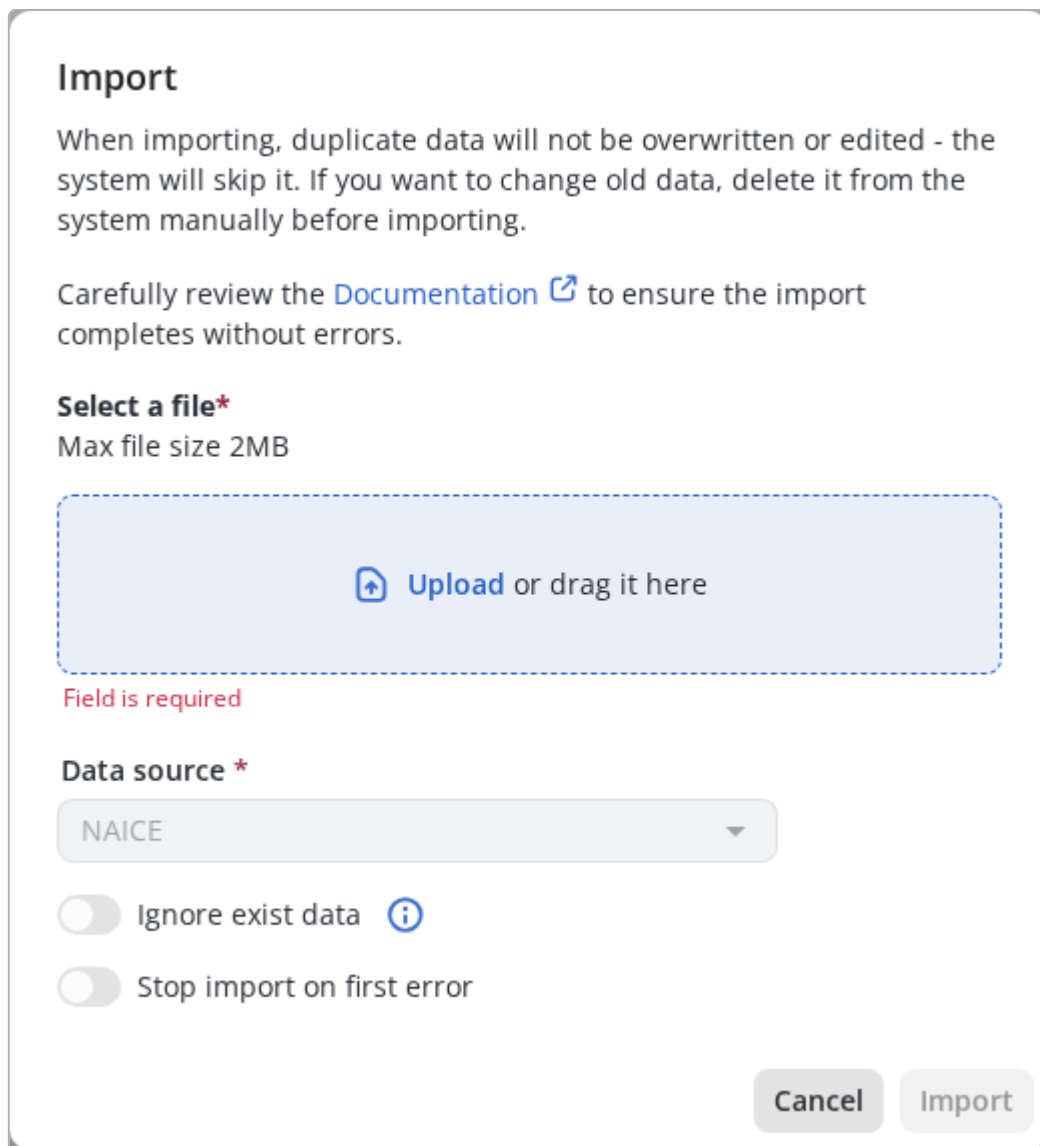 Import
When importing, duplicate data will not be overwritten or edited - the
system will skip it. If you want to change old data, delete it from the
system manually before importing.
Carefully review the Documentation to ensure the import
completes without errors.
Select a file*
Max file size 2MB
Upload or drag it here
Field is required
Data source *
NAICE
Ignore exist data
Stop import on first error
Cancel Import